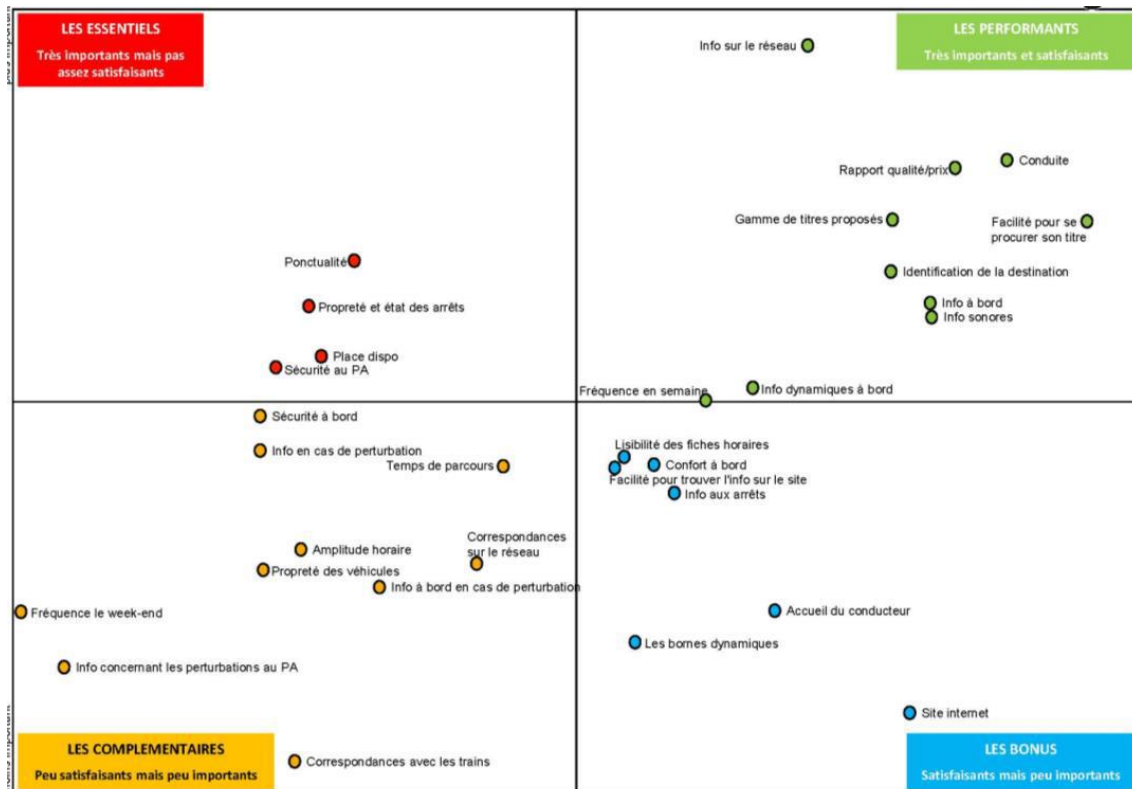 LES ESSENTIELS
Très importants mais pas
assez satisfaisants
LES PERFORMANTS
Très importants et satisfaisants
Info sur le réseau
Conduite
Rapport qualité/prix
Gamme de titres proposés
Facilité pour se
procurer son titre
Ponctualité
Identification de la destination
Propreté et état des arrêts
Info à bord
Info sonores
Place dispo
Sécurité au PA
Fréquence en semaine
Info dynamiques à bord
Sécurité à bord
Info en cas de perturbation
Temps de parcours
Lisibilité des fiches horaires
Confort à bord
Facilité pour trouver l'info sur le site
Info aux arrêts
Correspondances
sur le réseau
Amplitude horaire
Propreté des véhicules
Info à bord en cas de perturbation
Fréquence le week-end
Accueil du conducteur
Les bornes dynamiques
Info concernant les perturbations au PA
Site internet
LES COMPLEMENTAIRES
Peu satisfaisants mais peu importants
Correspondances avec les trains
LES BONUS
Satisfaisants mais peu importants